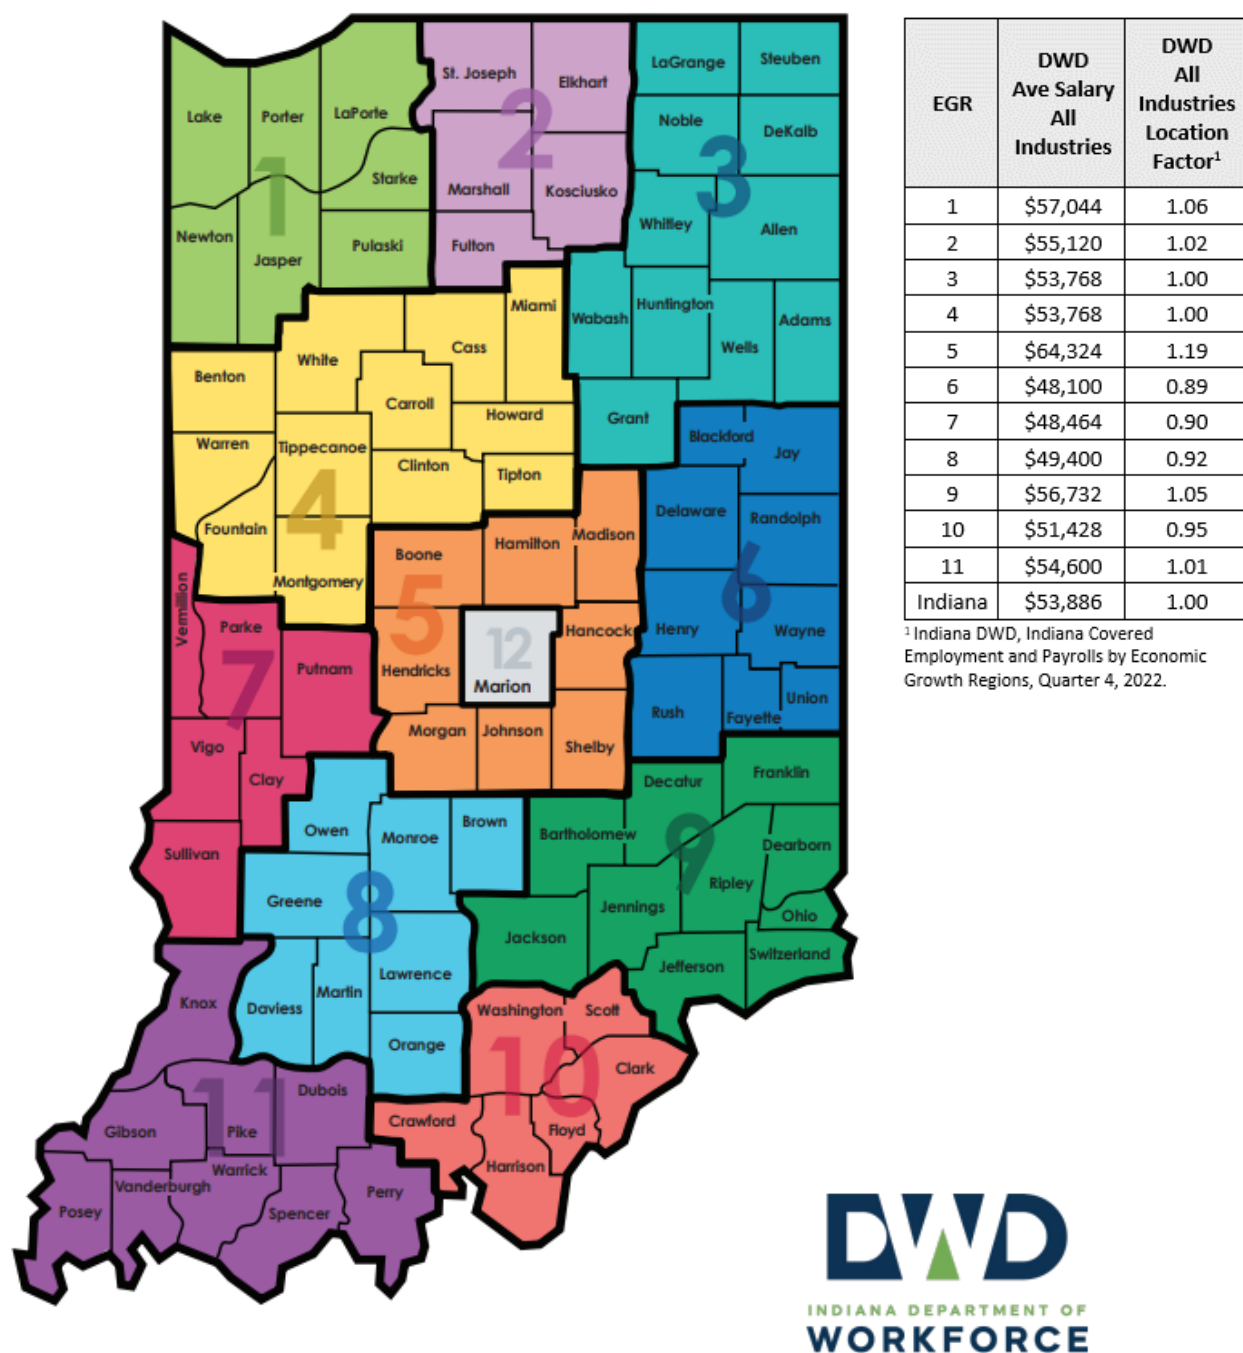 St. Joseph
Elkhart
LaGrange
Steuben
Lake
Porter
LaPorte
2
Noble
DeKalb
3
1
Starke
Marshall
Kosciusko
Newton
Jasper
Pulaski
Fulton
Whitley
Allen
Miami
Wabash
Huntington
Adams
Wells
White
Cass
Benton
Carroll
Howard
Grant
Blackford
Jay
Warren
Tippecanoe
Clinton
Tipton
4
Fountain
Montgomery
Boone
Hamilton
Madison
Delaware
Randolph
5
6
Vermillion
Parke
Putnam
7
Hendricks
12
Marion
Hancock
Henry
Wayne
Rush
Fayette
Union
Vigo
Clay
Morgan
Johnson
Shelby
Decatur
Franklin
Owen
Monroe
Brown
Bartholomew
9
Dearborn
Sullivan
Greene
8
Ripley
Jennings
Ohio
Jackson
Jefferson
Switzerland
Lawrence
Knox
Daviess
Martin
Washington
Scott
Orange
10
Clark
Dubois
11
Gibson
Pike
Crawford
Floyd
Harrison
Warrick
Vanderburgh
Posey
Spencer
Perry
EGR
DWD
Ave Salary
All
Industries
DWD
All
Industries
Location
Factor¹
1 $57,044 1.06
2 $55,120 1.02
3 $53,768 1.00
4 $53,768 1.00
5 $64,324 1.19
6 $48,100 0.89
7 $48,464 0.90
8 $49,400 0.92
9 $56,732 1.05
10 $51,428 0.95
11 $54,600 1.01
Indiana $53,886 1.00
¹ Indiana DWD, Indiana Covered
Employment and Payrolls by Economic
Growth Regions, Quarter 4, 2022.
DWD
INDIANA DEPARTMENT OF
WORKFORCE